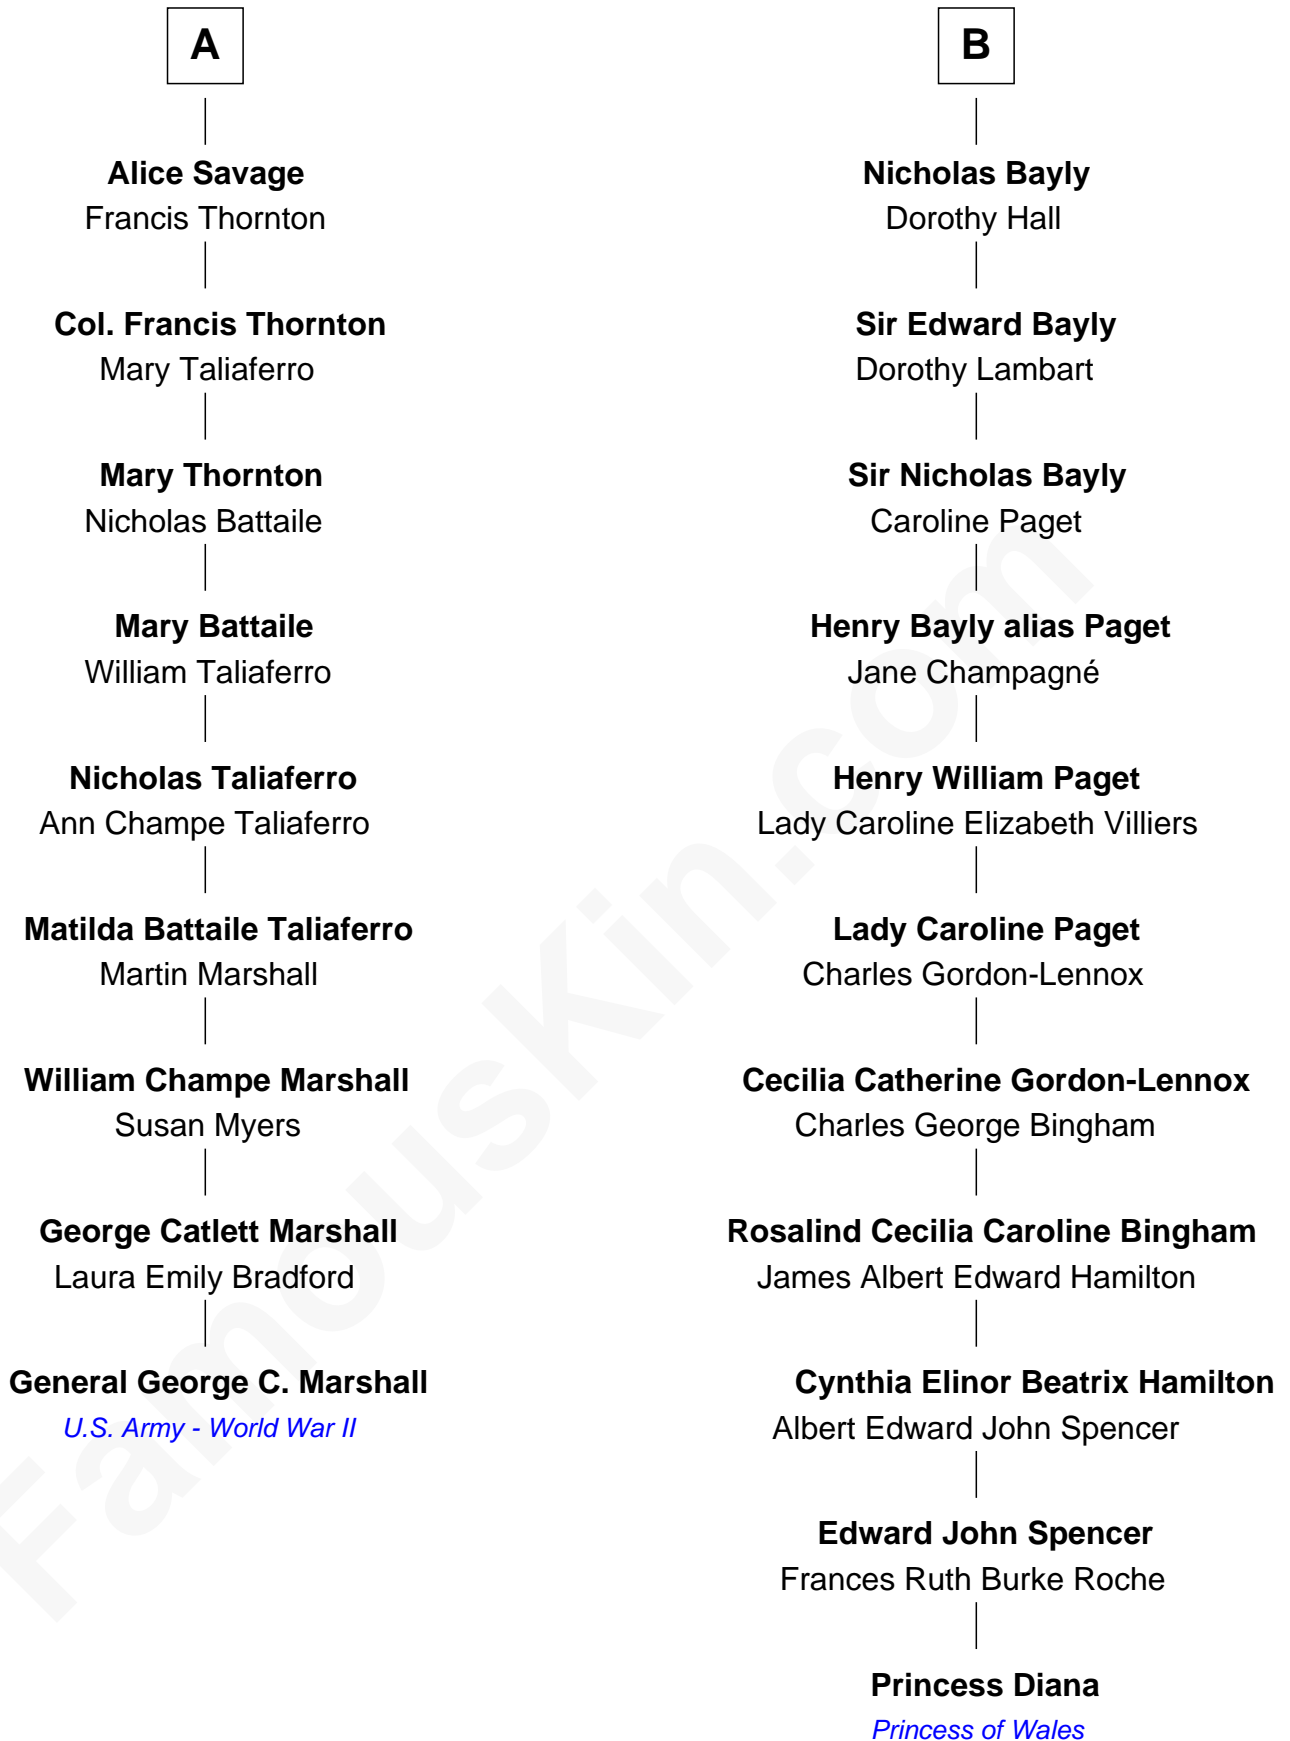 A
Alice Savage
Francis Thornton
Col. Francis Thornton
Mary Taliaferro
Mary Thornton
Nicholas Battaile
Mary Battaile
William Taliaferro
Nicholas Taliaferro
Ann Champe Taliaferro
Matilda Battaile Taliaferro
Martin Marshall
William Champe Marshall
Susan Myers
George Catlett Marshall
Laura Emily Bradford
General George C. Marshall
U.S. Army - World War II
B
Nicholas Bayly
Dorothy Hall
Sir Edward Bayly
Dorothy Lambart
Sir Nicholas Bayly
Caroline Paget
Henry Bayly alias Paget
Jane Champagné
Henry William Paget
Lady Caroline Elizabeth Villiers
Lady Caroline Paget
Charles Gordon-Lennox
Cecilia Catherine Gordon-Lennox
Charles George Bingham
Rosalind Cecilia Caroline Bingham
James Albert Edward Hamilton
Cynthia Elinor Beatrix Hamilton
Albert Edward John Spencer
Edward John Spencer
Frances Ruth Burke Roche
Princess Diana
Princess of Wales
FamousKin.com